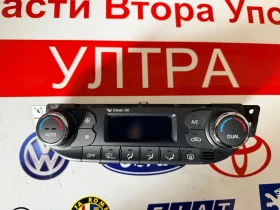 асти Втора Упо
УЛТРА
Clean Air
AUTO
A/C
DUAL
OFF